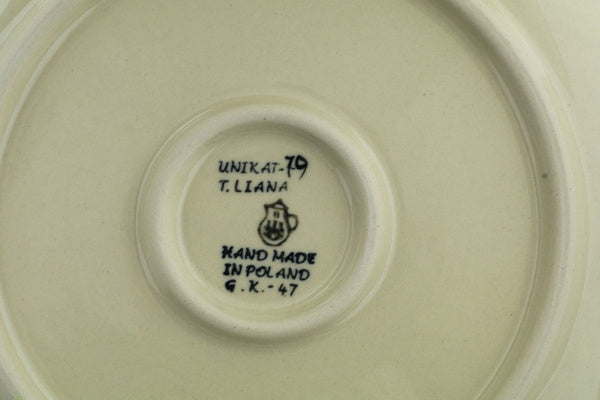 UNIKAT-79
T. LIANA
HAND MADE
IN POLAND
G.K.-47